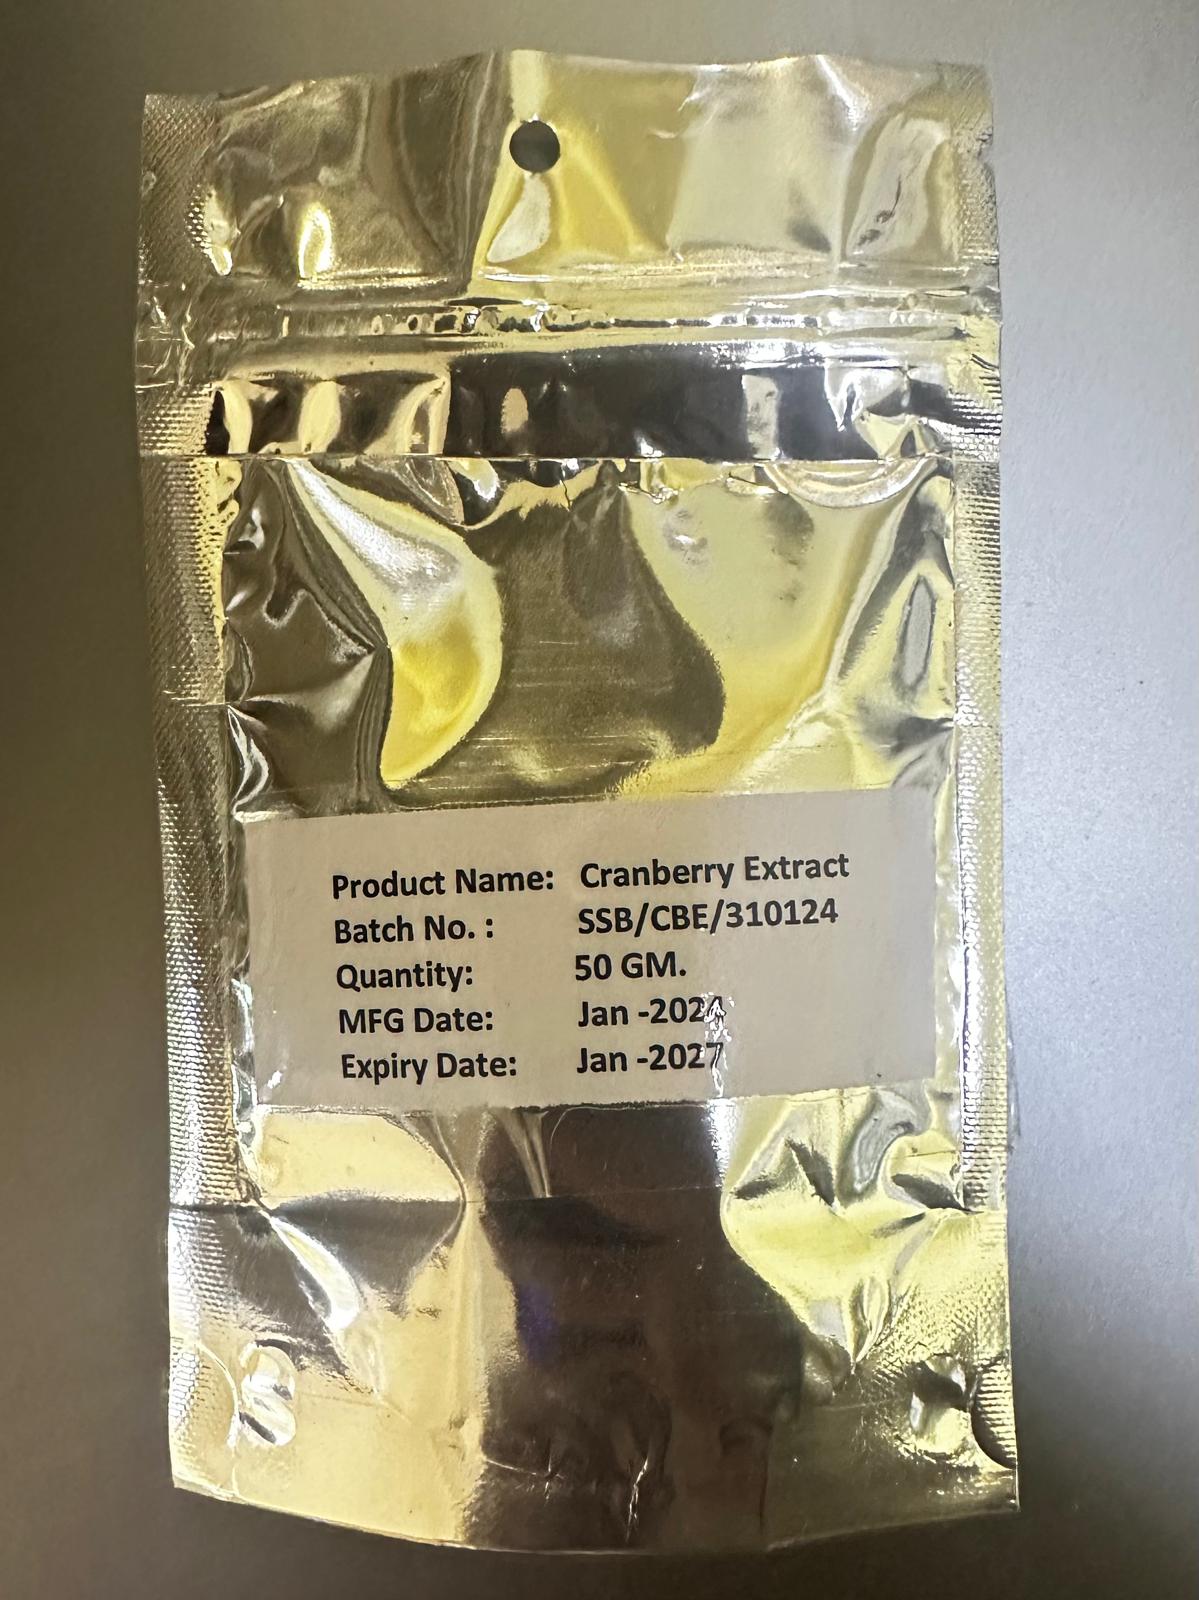 Product Name: Cranberry Extract
Batch No. : SSB/CBE/310124
Quantity: 50 GM.
MFG Date: Jan -2024
Expiry Date: Jan -2027